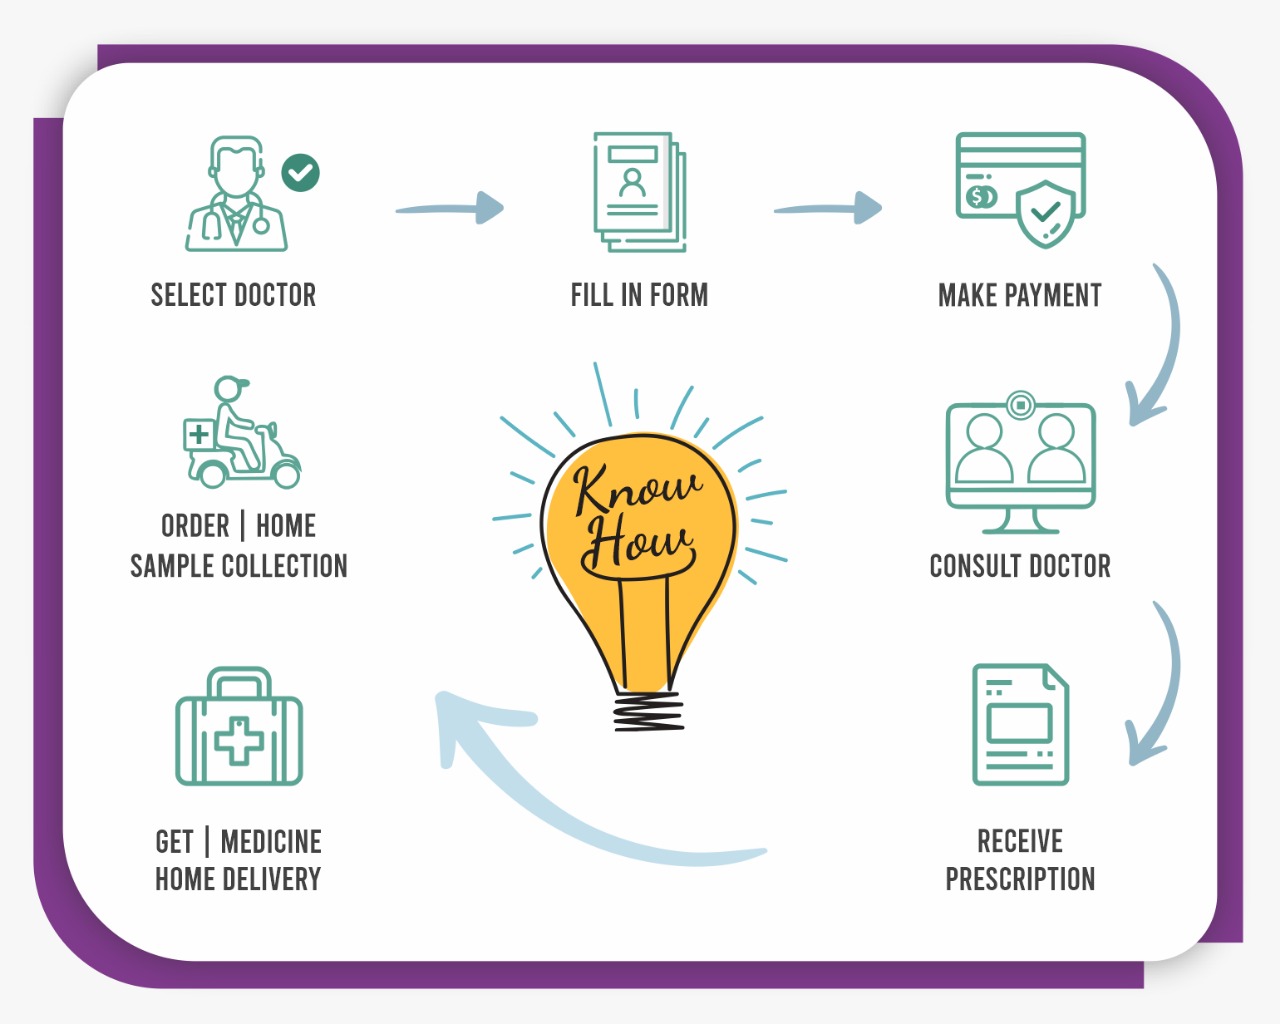 SELECT DOCTOR
FILL IN FORM
MAKE PAYMENT
CONSULT DOCTOR
RECEIVE
PRESCRIPTION
ORDER | HOME
SAMPLE COLLECTION
GET | MEDICINE
HOME DELIVERY
Know
How
$